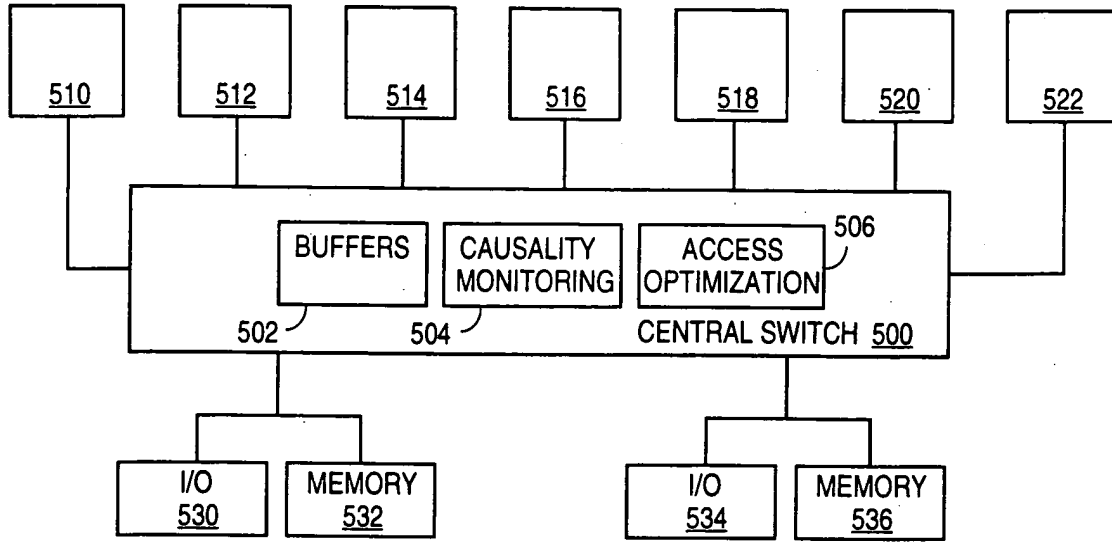 510
512
514
516
518
520
522
BUFFERS
CAUSALITY
MONITORING
ACCESS
OPTIMIZATION
506
502
504
CENTRAL SWITCH 500
I/O
530
MEMORY
532
I/O
534
MEMORY
536